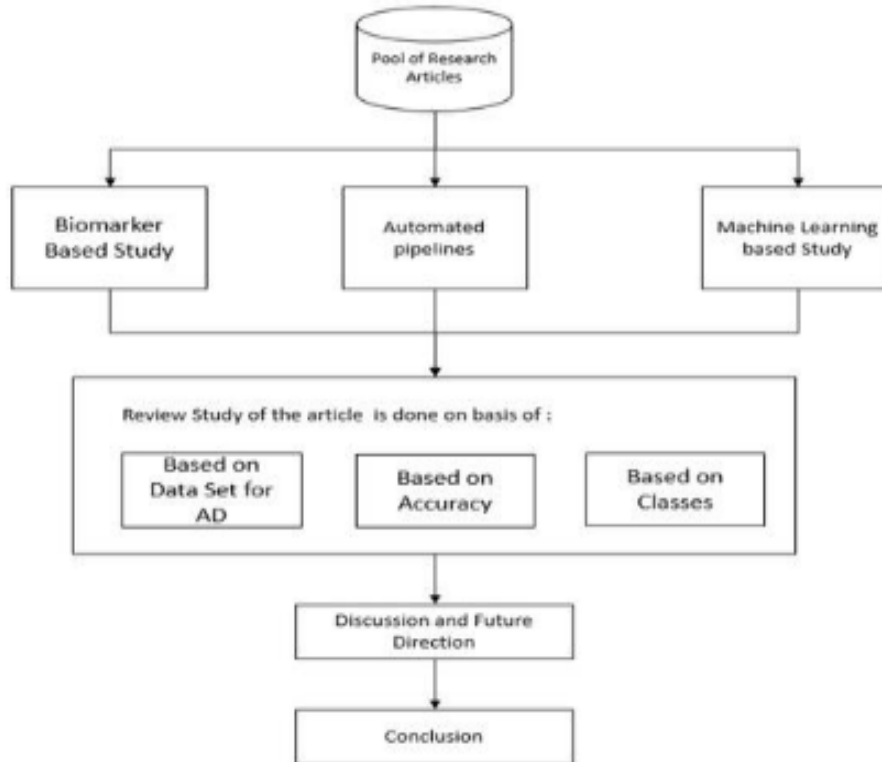 Pool of Research
Articles
Biomarker
Based Study
Automated
pipelines
Machine Learning
based Study
Review Study of the article is done on basis of :
Based on
Data Set for
AD
Based on
Accuracy
Based on
Classes
Discussion and Future
Direction
Conclusion